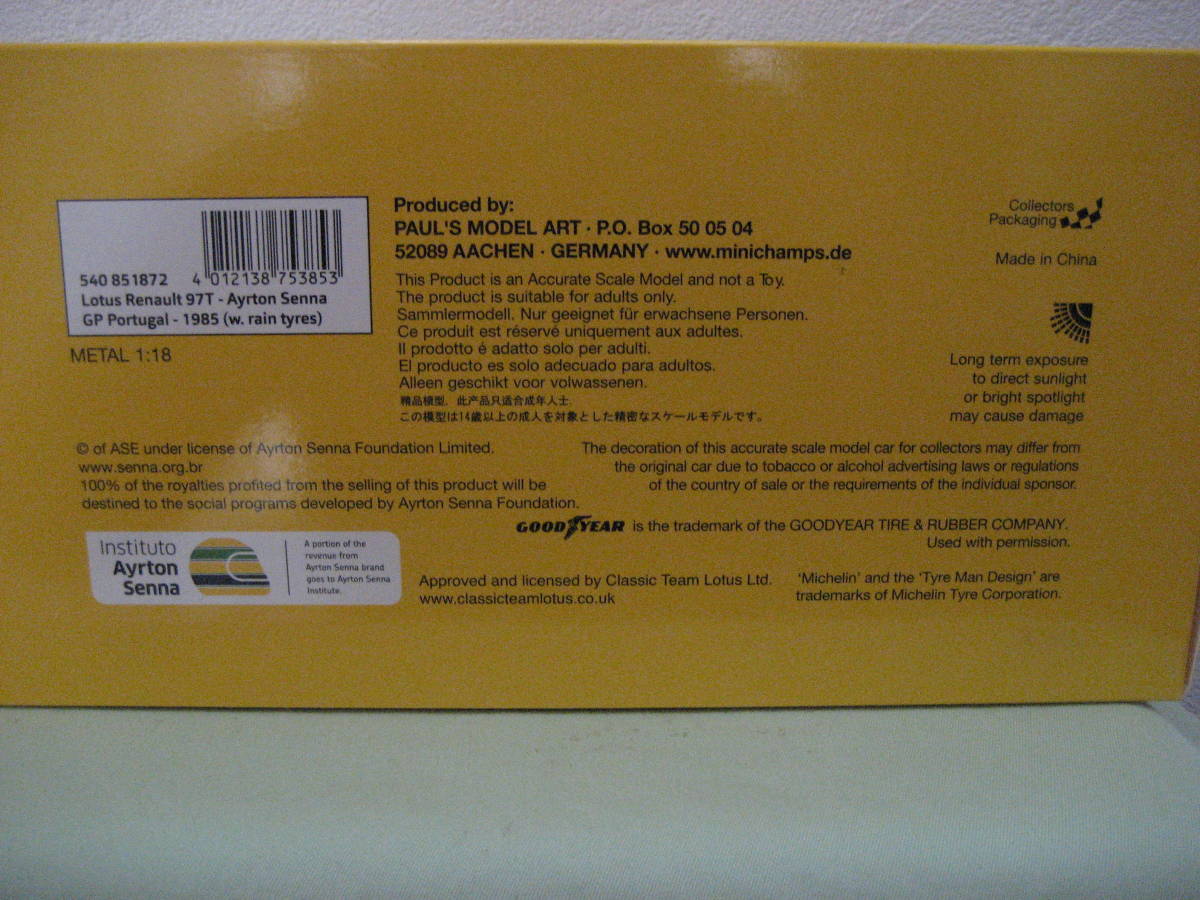 540 851872
4 012138 753853
Lotus Renault 97T - Ayrton Senna
GP Portugal - 1985 (w. rain tyres)
METAL 1:18
Produced by:
PAUL'S MODEL ART · P.O. Box 50 05 04
52089 AACHEN · GERMANY · www.minichamps.de
This Product is an Accurate Scale Model and not a Toy.
The product is suitable for adults only.
Sammlermodell. Nur geeignet für erwachsene Personen.
Ce produit est réservé uniquement aux adultes.
Il prodotto é adatto solo per adulti.
El producto es solo adecuado para adultos.
Alleen geschikt voor volwassenen.
精品模型，此产品只适合成年人士.
この模型は14歳以上の成人を対象とした精密なスケールモデルです。
Collectors
Packaging
Made in China
Long term exposure
to direct sunlight
or bright spotlight
may cause damage
© of ASE under license of Ayrton Senna Foundation Limited.
www.senna.org.br
100% of the royalties profited from the selling of this product will be
destined to the social programs developed by Ayrton Senna Foundation.
The decoration of this accurate scale model car for collectors may differ from
the original car due to tobacco or alcohol advertising laws or regulations
of the country of sale or the requirements of the individual sponsor.
GOODYEAR is the trademark of the GOODYEAR TIRE & RUBBER COMPANY.
Used with permission.
Instituto
Ayrton
Senna
A portion of the
revenue from
Ayrton Senna brand
goes to Ayrton Senna
Institute.
Approved and licensed by Classic Team Lotus Ltd.
www.classicteamlotus.co.uk
'Michelin' and the 'Tyre Man Design' are
trademarks of Michelin Tyre Corporation.